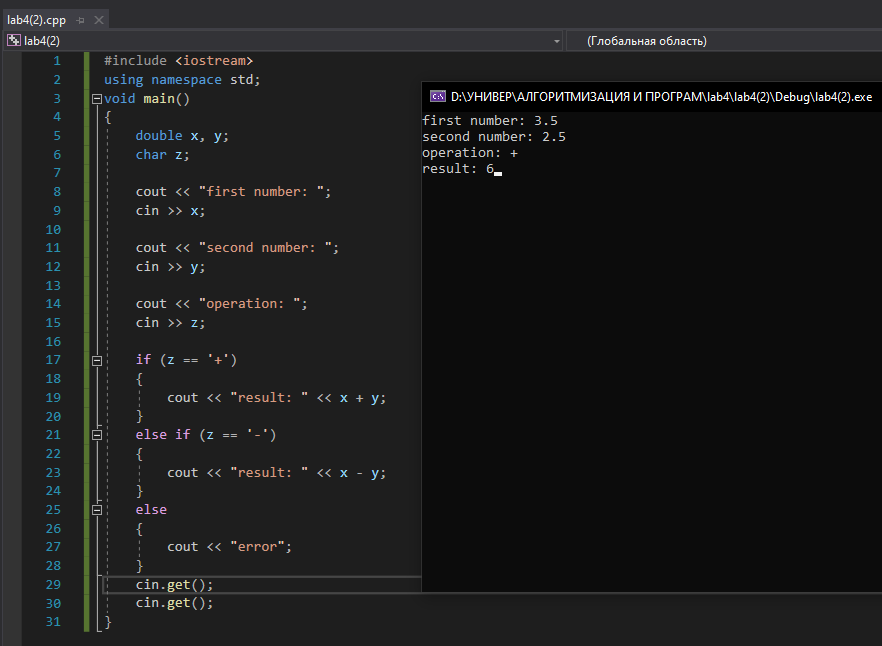 lab4(2).cpp
lab4(2)
(Глобальная область)
1 #include <iostream>
2 using namespace std;
3 void main()
4 {
5 double x, y;
6 char z;
7
8 cout << "first number: ";
9 cin >> x;
10
11 cout << "second number: ";
12 cin >> y;
13
14 cout << "operation: ";
15 cin >> z;
16
17 if (z == '+')
18 {
19 cout << "result: " << x + y;
20 }
21 else if (z == '-')
22 {
23 cout << "result: " << x - y;
24 }
25 else
26 {
27 cout << "error";
28 }
29 cin.get();
30 cin.get();
31 }
D:\УНИВЕР\АЛГОРИТМИЗАЦИЯ И ПРОГРАМ\lab4\lab4(2)\Debug\lab4(2).exe
first number: 3.5
second number: 2.5
operation: +
result: 6